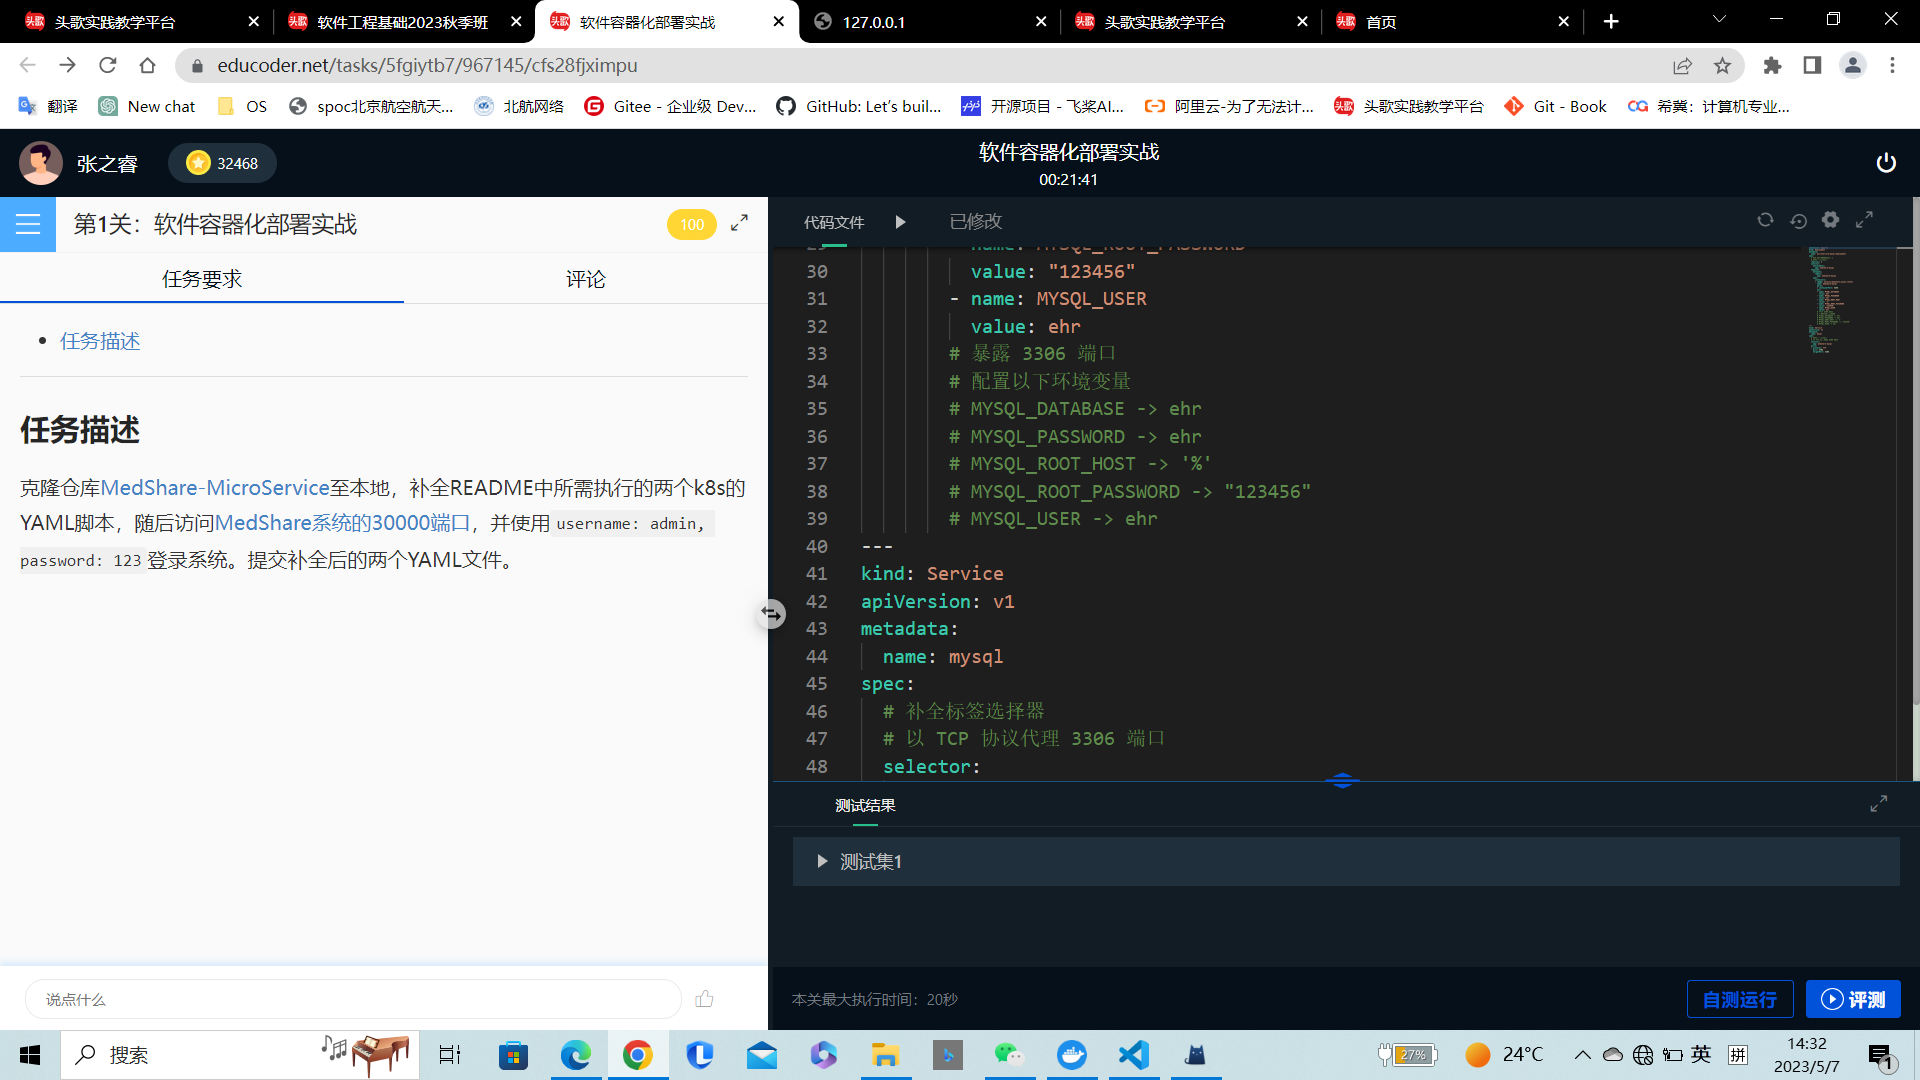 头歌实践教学平台
软件工程基础2023秋季班
软件容器化部署实战
127.0.0.1
头歌实践教学平台
首页
educoder.net/tasks/5fgiytb7/967145/cfs28fjximpu
翻译
New chat
OS
spoc北京航空航天...
北航网络
Gitee - 企业级 Dev...
GitHub: Let's buil...
开源项目 - 飞桨AI...
阿里云-为了无法计...
头歌实践教学平台
Git - Book
希冀：计算机专业...
张之睿
32468
软件容器化部署实战
00:21:41
第1关：软件容器化部署实战
100
任务要求
评论
任务描述
任务描述
克隆仓库MedShare-MicroService至本地，补全README中所需执行的两个k8s的
YAML脚本，随后访问MedShare系统的30000端口，并使用 username: admin,
password: 123 登录系统。提交补全后的两个YAML文件。
说点什么
代码文件
已修改
29 - name: MYSQL_ROOT_PASSWORD
30 value: "123456"
31 - name: MYSQL_USER
32 value: ehr
33 # 暴露 3306 端口
34 # 配置以下环境变量
35 # MYSQL_DATABASE -> ehr
36 # MYSQL_PASSWORD -> ehr
37 # MYSQL_ROOT_HOST -> '%'
38 # MYSQL_ROOT_PASSWORD -> "123456"
39 # MYSQL_USER -> ehr
40 ---
41 kind: Service
42 apiVersion: v1
43 metadata:
44 name: mysql
45 spec:
46 # 补全标签选择器
47 # 以 TCP 协议代理 3306 端口
48 selector:
测试结果
测试集1
本关最大执行时间：20秒
自测运行
评测
搜索
27%
24°C
英
拼
14:32
2023/5/7
1